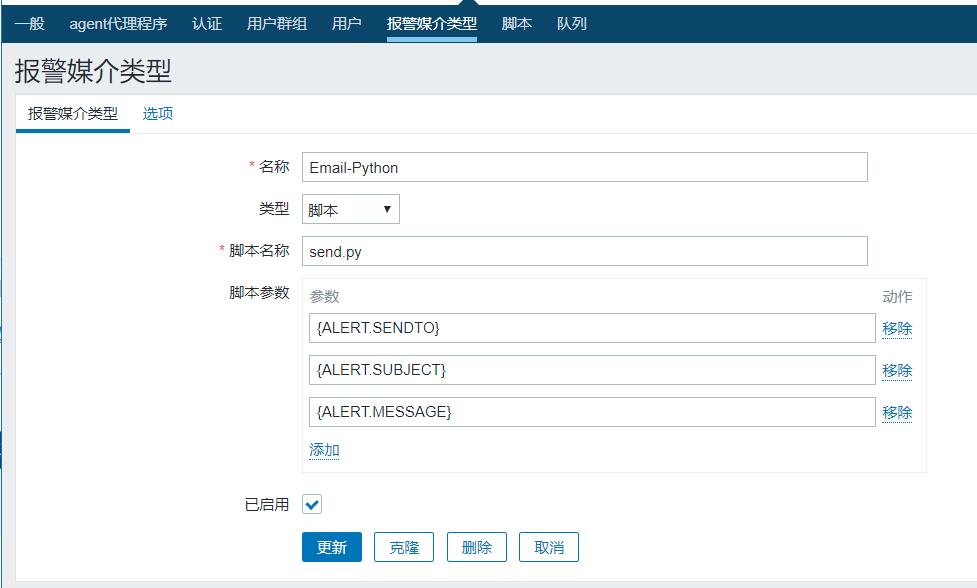 一般 agent代理程序 认证 用户群组 用户 报警媒介类型 脚本 队列
报警媒介类型
报警媒介类型 选项
* 名称 Email-Python
类型 脚本
* 脚本名称 send.py
脚本参数 参数 动作
{ALERT.SENDTO} 移除
{ALERT.SUBJECT} 移除
{ALERT.MESSAGE} 移除
添加
已启用
更新 克隆 删除 取消